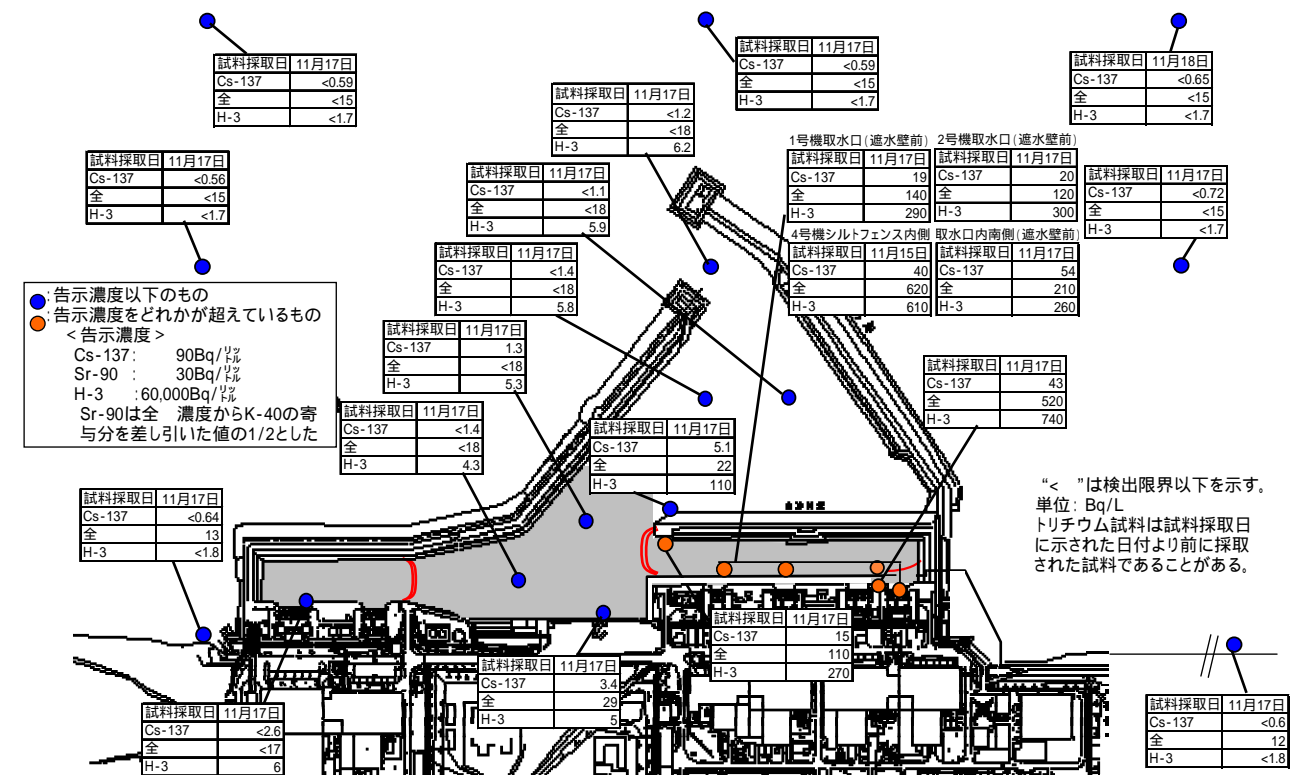 試料採取日 11月17日
Cs-137 <0.59
全 <15
H-3 <1.7
試料採取日 11月17日
Cs-137 <0.59
全 <15
H-3 <1.7
試料採取日 11月18日
Cs-137 <0.65
全 <15
H-3 <1.7
試料採取日 11月17日
Cs-137 <1.2
全 <18
H-3 6.2
試料採取日 11月17日
Cs-137 <0.56
全 <15
H-3 <1.7
試料採取日 11月17日
Cs-137 <1.1
全 <18
H-3 5.9
1号機取水口(遮水壁前)
試料採取日 11月17日
Cs-137 19
全 140
H-3 290
2号機取水口(遮水壁前)
試料採取日 11月17日
Cs-137 20
全 120
H-3 300
試料採取日 11月17日
Cs-137 <0.72
全 <15
H-3 <1.7
4号機シルトフェンス内側
試料採取日 11月15日
Cs-137 40
全 620
H-3 610
取水口内南側(遮水壁前)
試料採取日 11月17日
Cs-137 54
全 210
H-3 260
試料採取日 11月17日
Cs-137 <1.4
全 <18
H-3 5.8
:告示濃度以下のもの
:告示濃度をどれかが超えているもの
<告示濃度>
Cs-137: 90Bq/㍑
Sr-90 : 30Bq/㍑
H-3 :60,000Bq/㍑
Sr-90は全 濃度からK-40の寄
与分を差し引いた値の1/2とした
試料採取日 11月17日
Cs-137 1.3
全 <18
H-3 5.3
試料採取日 11月17日
Cs-137 43
全 520
H-3 740
試料採取日 11月17日
Cs-137 <1.4
全 <18
H-3 4.3
試料採取日 11月17日
Cs-137 5.1
全 22
H-3 110
“< ”は検出限界以下を示す。
単位: Bq/L
トリチウム試料は試料採取日
に示された日付より前に採取
された試料であることがある。
試料採取日 11月17日
Cs-137 <0.64
全 13
H-3 <1.8
試料採取日 11月17日
Cs-137 15
全 110
H-3 270
試料採取日 11月17日
Cs-137 3.4
全 29
H-3 5
試料採取日 11月17日
Cs-137 <2.6
全 <17
H-3 6
試料採取日 11月17日
Cs-137 <0.6
全 12
H-3 <1.8